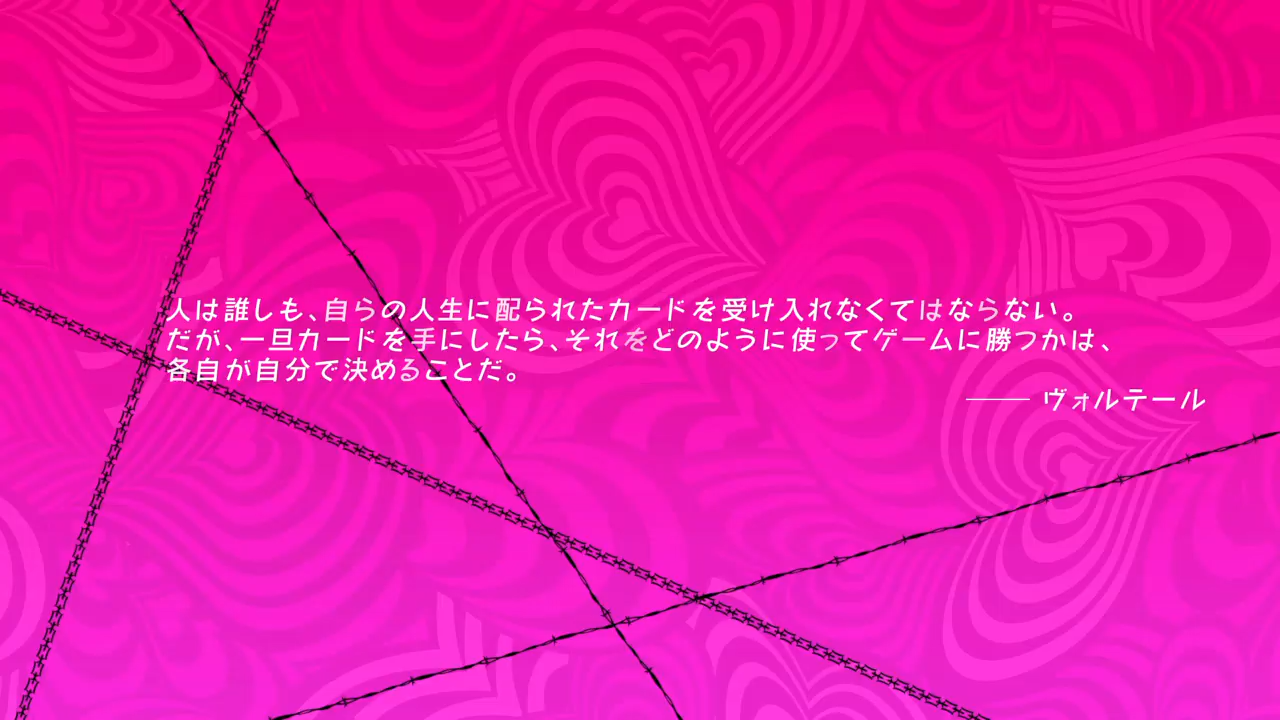 人は誰しも、自らの人生に配られたカードを受け入れなくてはならない。
だが、一旦カードを手にしたら、それをどのように使ってゲームに勝つかは、
各自が自分で決めることだ。
―― ヴォルテール